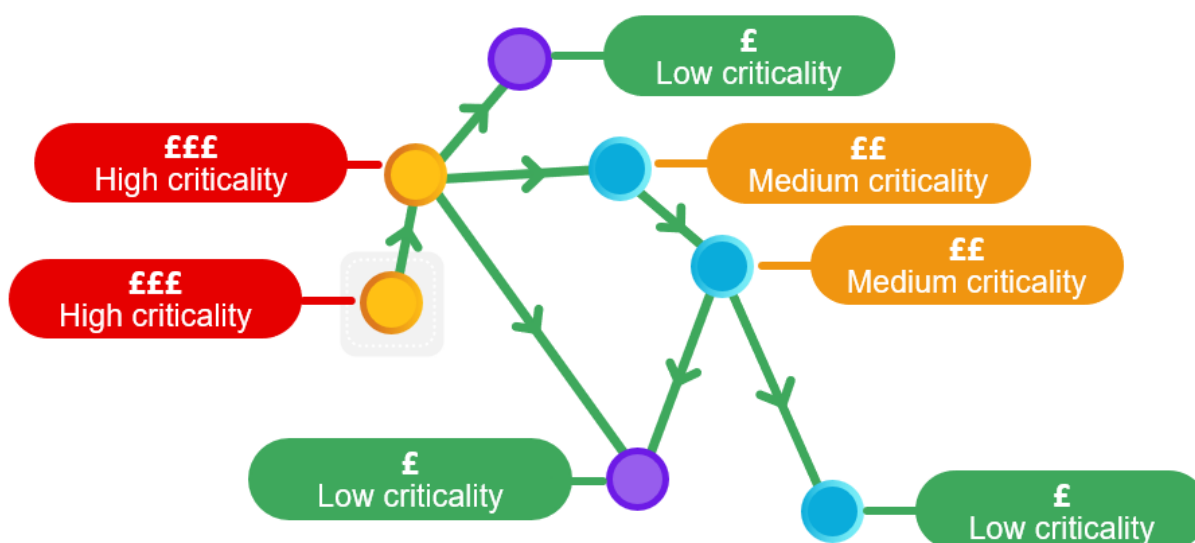 £
Low criticality
£££
High criticality
££
Medium criticality
££
Medium criticality
£££
High criticality
£
Low criticality
£
Low criticality